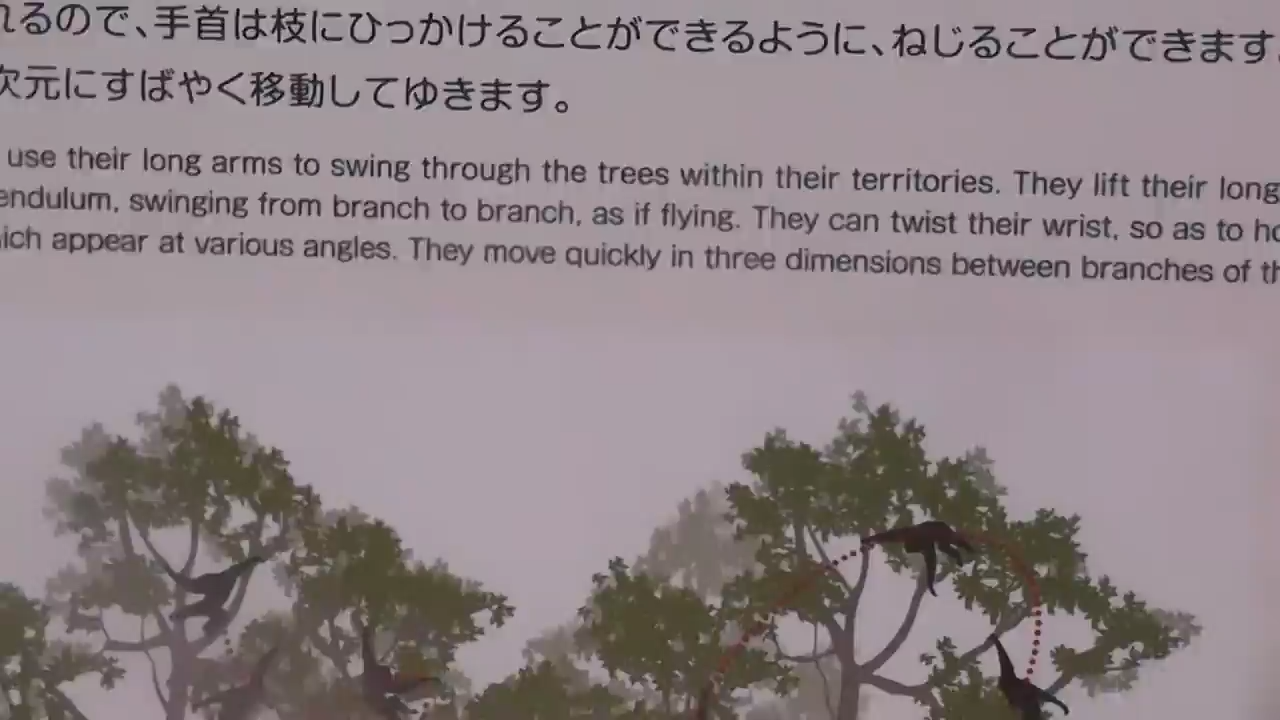 るので、手首は枝にひっかけることができるように、ねじることができます。
次元にすばやく移動してゆきます。
use their long arms to swing through the trees within their territories. They lift their long
endulum, swinging from branch to branch, as if flying. They can twist their wrist, so as to
ich appear at various angles. They move quickly in three dimensions between branches of